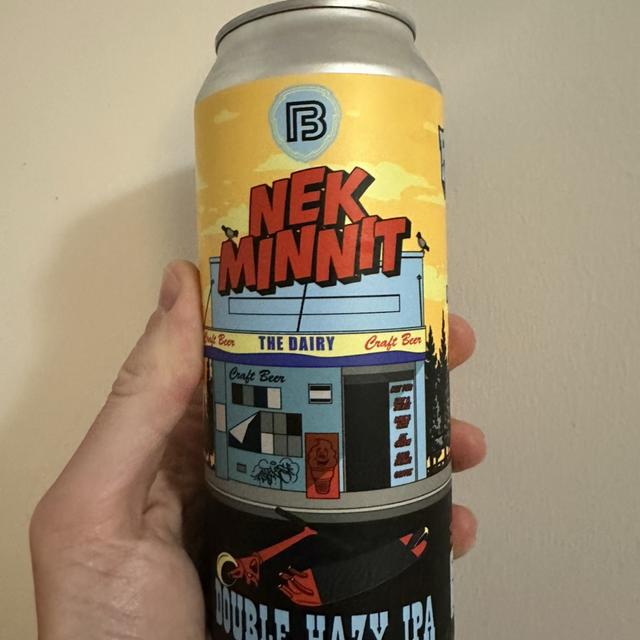 B
NEK
MINNIT
Craft Beer THE DAIRY Craft Beer
Craft Beer
DOUBLE HAZY IPA